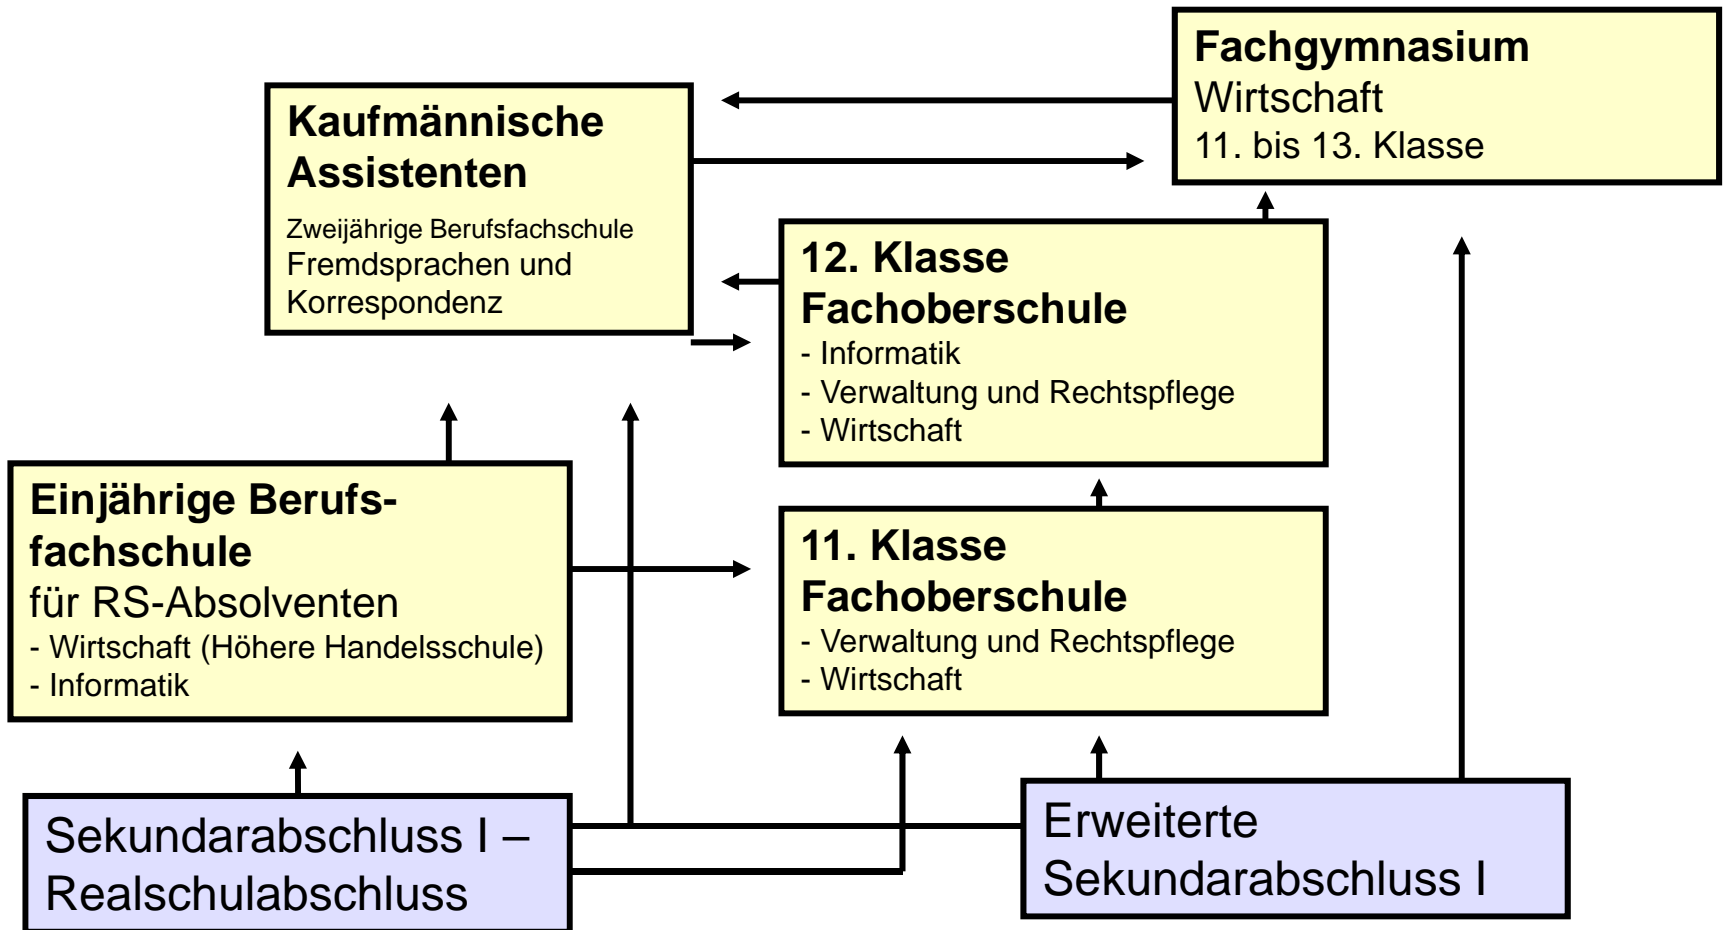 Fachgymnasium
Wirtschaft
11. bis 13. Klasse
Kaufmännische
Assistenten
Zweijährige Berufsfachschule
Fremdsprachen und
Korrespondenz
12. Klasse
Fachoberschule
- Informatik
- Verwaltung und Rechtspflege
- Wirtschaft
Einjährige Berufs-
fachschule
für RS-Absolventen
- Wirtschaft (Höhere Handelsschule)
- Informatik
11. Klasse
Fachoberschule
- Verwaltung und Rechtspflege
- Wirtschaft
Sekundarabschluss I –
Realschulabschluss
Erweiterte
Sekundarabschluss I